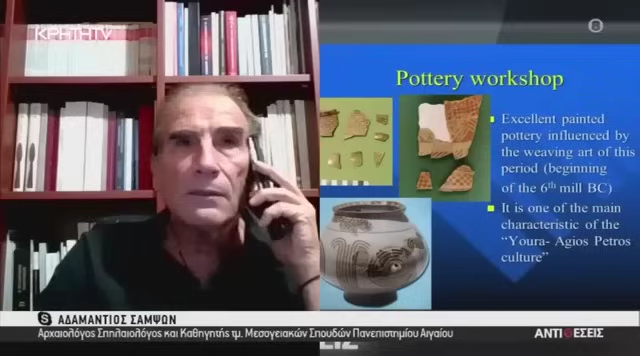 ΚΡΗΤΗTV
Pottery workshop
Excellent painted
pottery influenced by
the weaving art of this
period (beginning
of the 6th mill BC)
It is one of the main
characteristic of the
“Youra- Agios Petros
culture”
ΑΔΑΜΑΝΤΙΟΣ ΣΑΜΨΩΝ
Αρχαιολόγος Σπηλαιολόγος και Καθηγητής τμ. Μεσογειακών Σπουδών Πανεπιστημίου Αιγαίου
ΑΝΤΙΘΕΣΕΙΣ